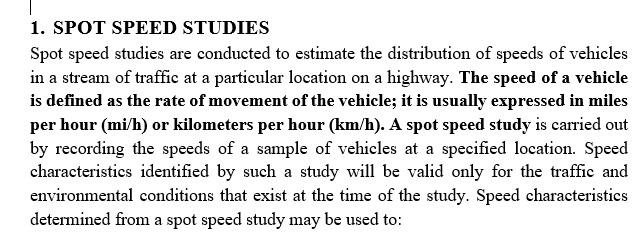 1. SPOT SPEED STUDIES
Spot speed studies are conducted to estimate the distribution of speeds of vehicles
in a stream of traffic at a particular location on a highway. The speed of a vehicle
is defined as the rate of movement of the vehicle; it is usually expressed in miles
per hour (mi/h) or kilometers per hour (km/h). A spot speed study is carried out
by recording the speeds of a sample of vehicles at a specified location. Speed
characteristics identified by such a study will be valid only for the traffic and
environmental conditions that exist at the time of the study. Speed characteristics
determined from a spot speed study may be used to: